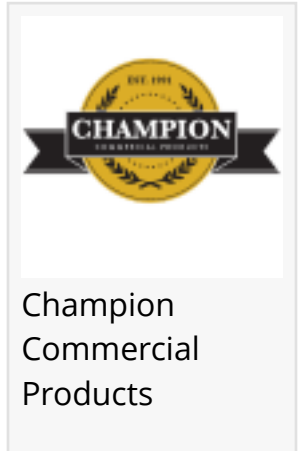 EST. 1991
CHAMPION
COMMERCIAL PRODUCTS
Champion
Commercial
Products